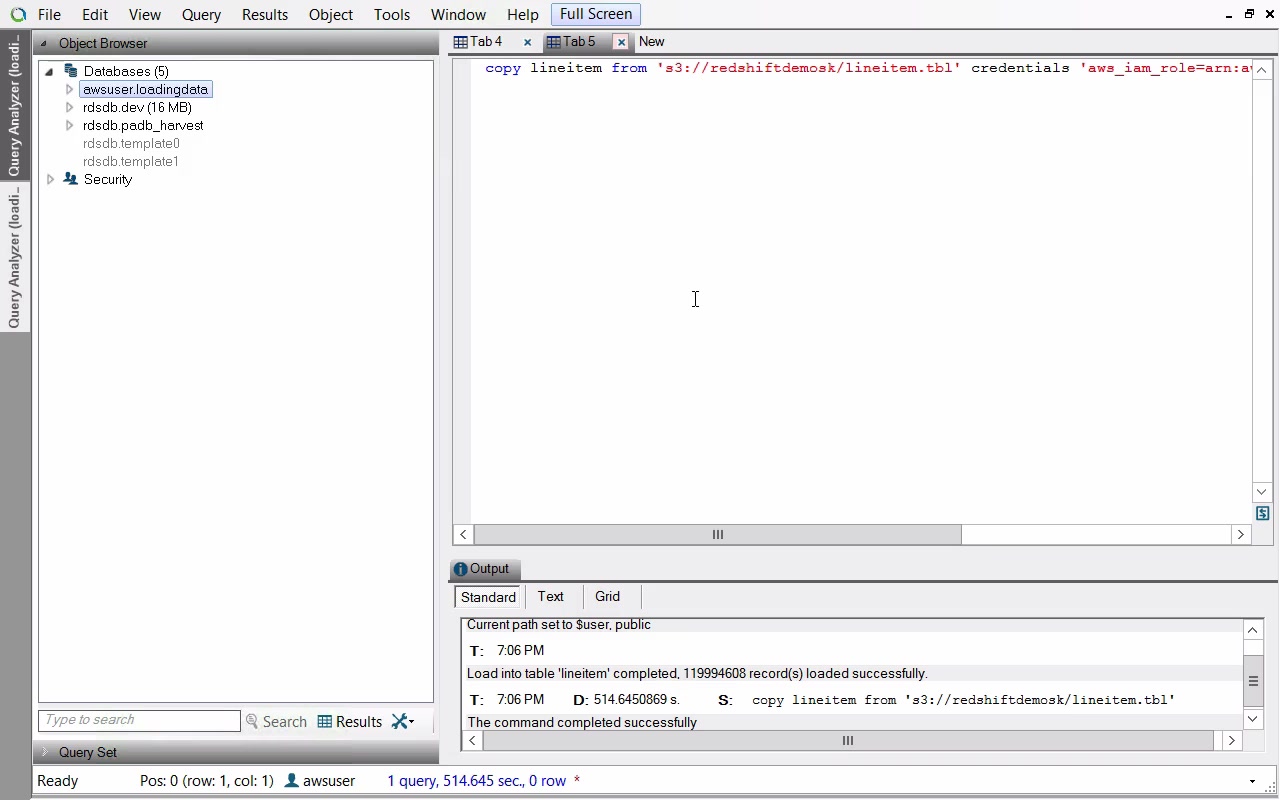 File Edit View Query Results Object Tools Window Help Full Screen
Query Analyzer (loadi...
Query Analyzer (loadi...
Object Browser
Databases (5)
awsuser.loadingdata
rdsdb.dev (16 MB)
rdsdb.padb_harvest
rdsdb.template0
rdsdb.template1
Security
Type to search Search Results
Query Set
Tab 4 Tab 5 New
copy lineitem from 's3://redshiftdemosk/lineitem.tbl' credentials 'aws_iam_role=arn:a
Output
Standard Text Grid
Current path set to $user, public
T: 7:06 PM
Load into table 'lineitem' completed, 119994608 record(s) loaded successfully.
T: 7:06 PM D: 514.6450869 s. S: copy lineitem from 's3://redshiftdemosk/lineitem.tbl'
The command completed successfully
Ready Pos: 0 (row: 1, col: 1) awsuser 1 query, 514.645 sec., 0 row *